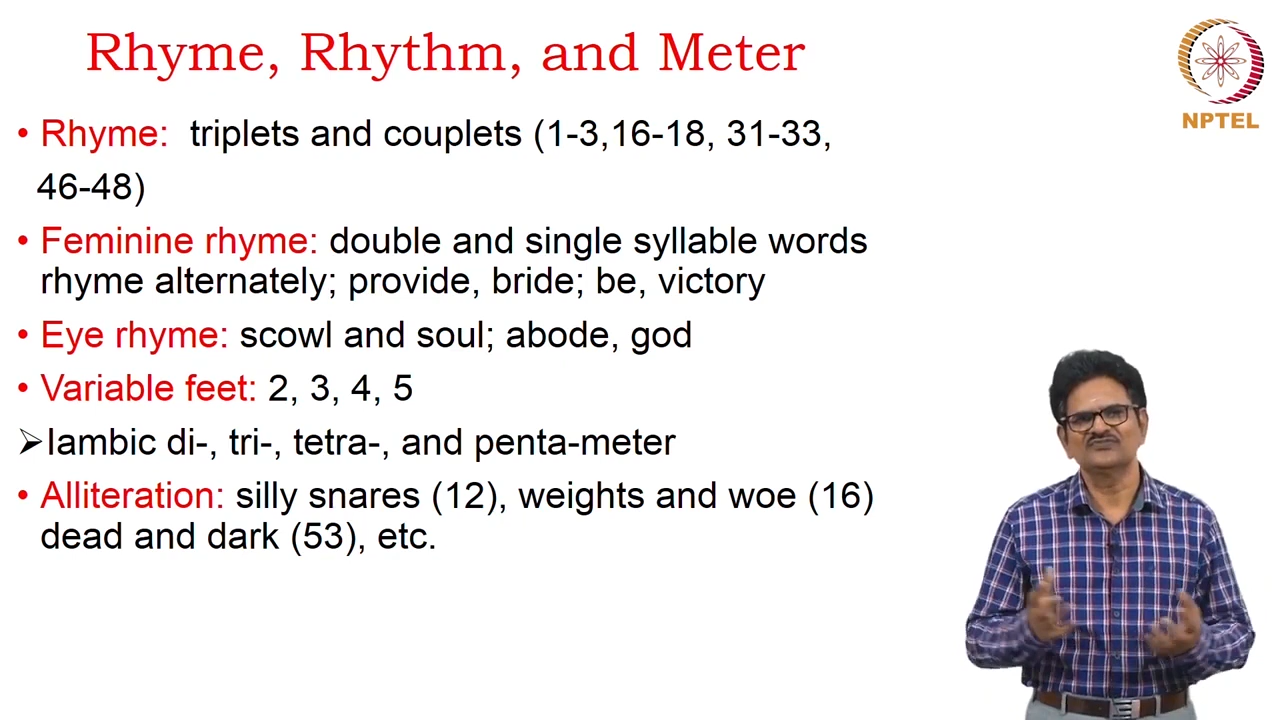 Rhyme, Rhythm, and Meter
NPTEL
• Rhyme: triplets and couplets (1-3,16-18, 31-33,
46-48)
• Feminine rhyme: double and single syllable words
rhyme alternately; provide, bride; be, victory
• Eye rhyme: scowl and soul; abode, god
• Variable feet: 2, 3, 4, 5
➢Iambic di-, tri-, tetra-, and penta-meter
• Alliteration: silly snares (12), weights and woe (16)
dead and dark (53), etc.